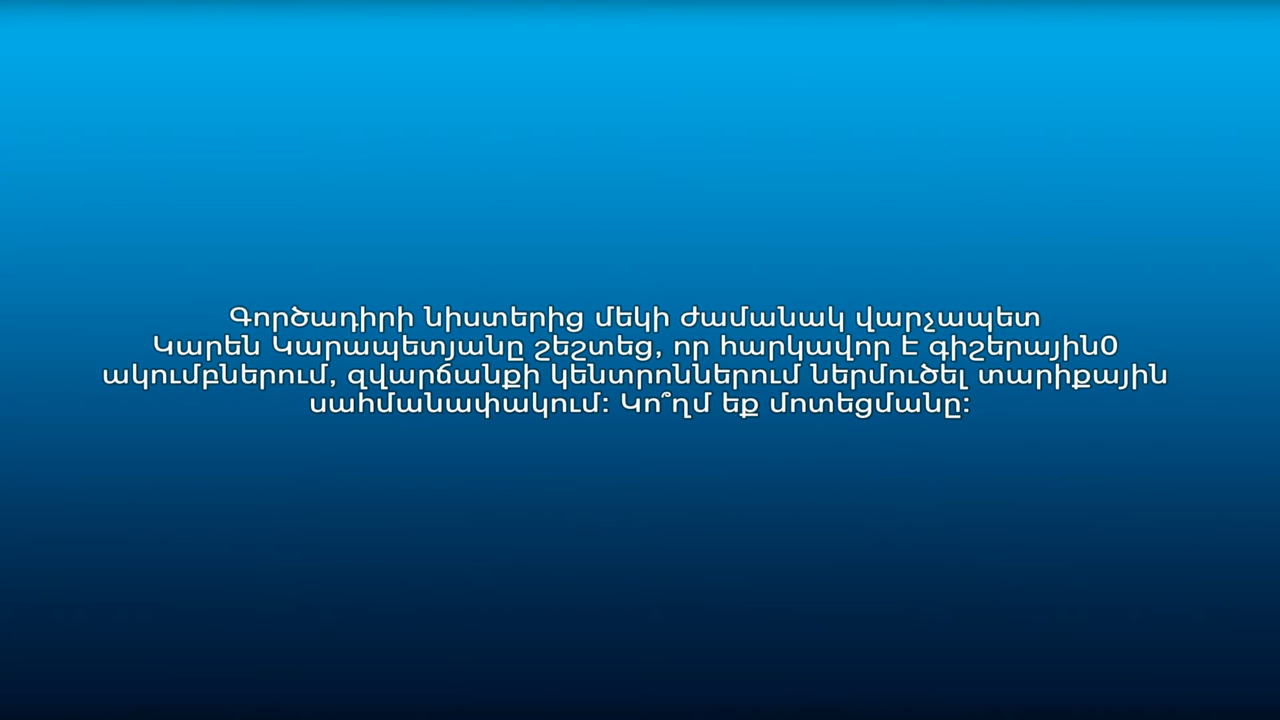 Գործադիրի նիստերից մեկի ժամանակ վարչապետ
Կարեն Կարապետյանը շեշտեց, որ հարկավոր է գիշերային0
ակումբներում, զվարճանքի կենտրոններում ներմուծել տարիքային
սահմանափակում: Կո՞ղմ եք մոտեցմանը: